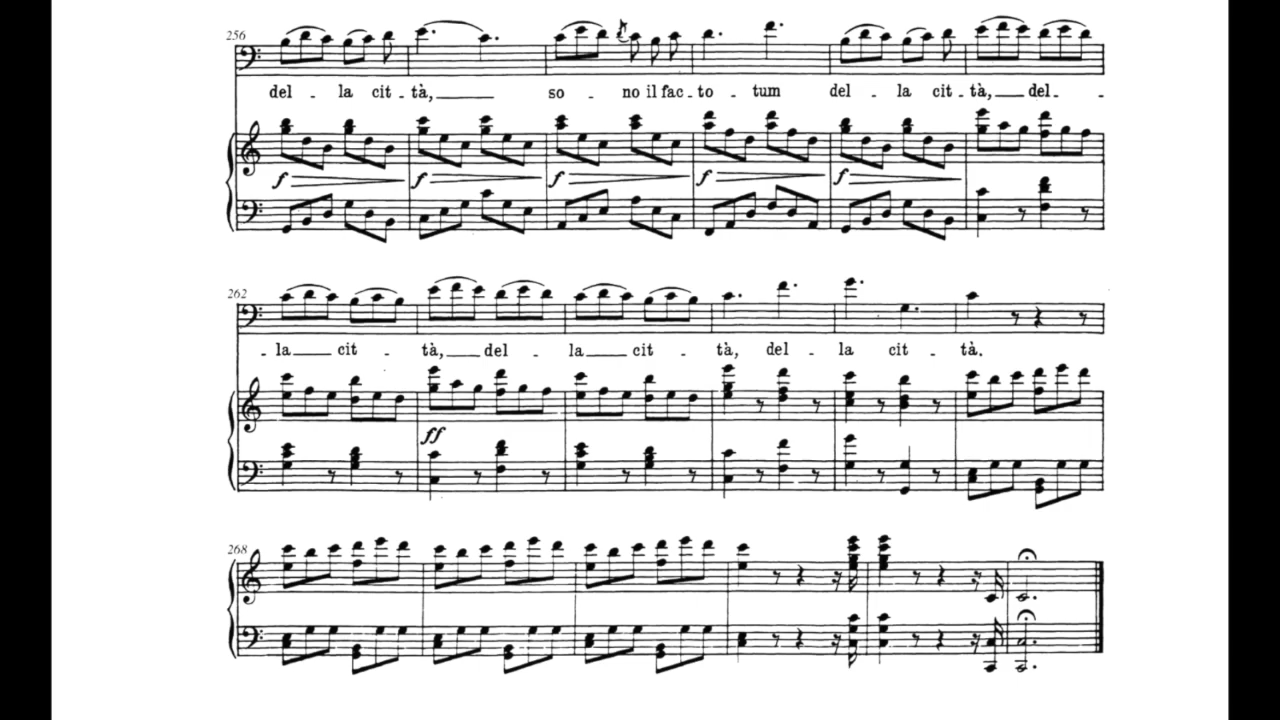 256
del - la cit - tà, so - no il fac - to - tum del - la cit - tà, del -
f f f f f
262
- la cit - tà, del - la cit - tà, del - la cit - tà.
ff
268